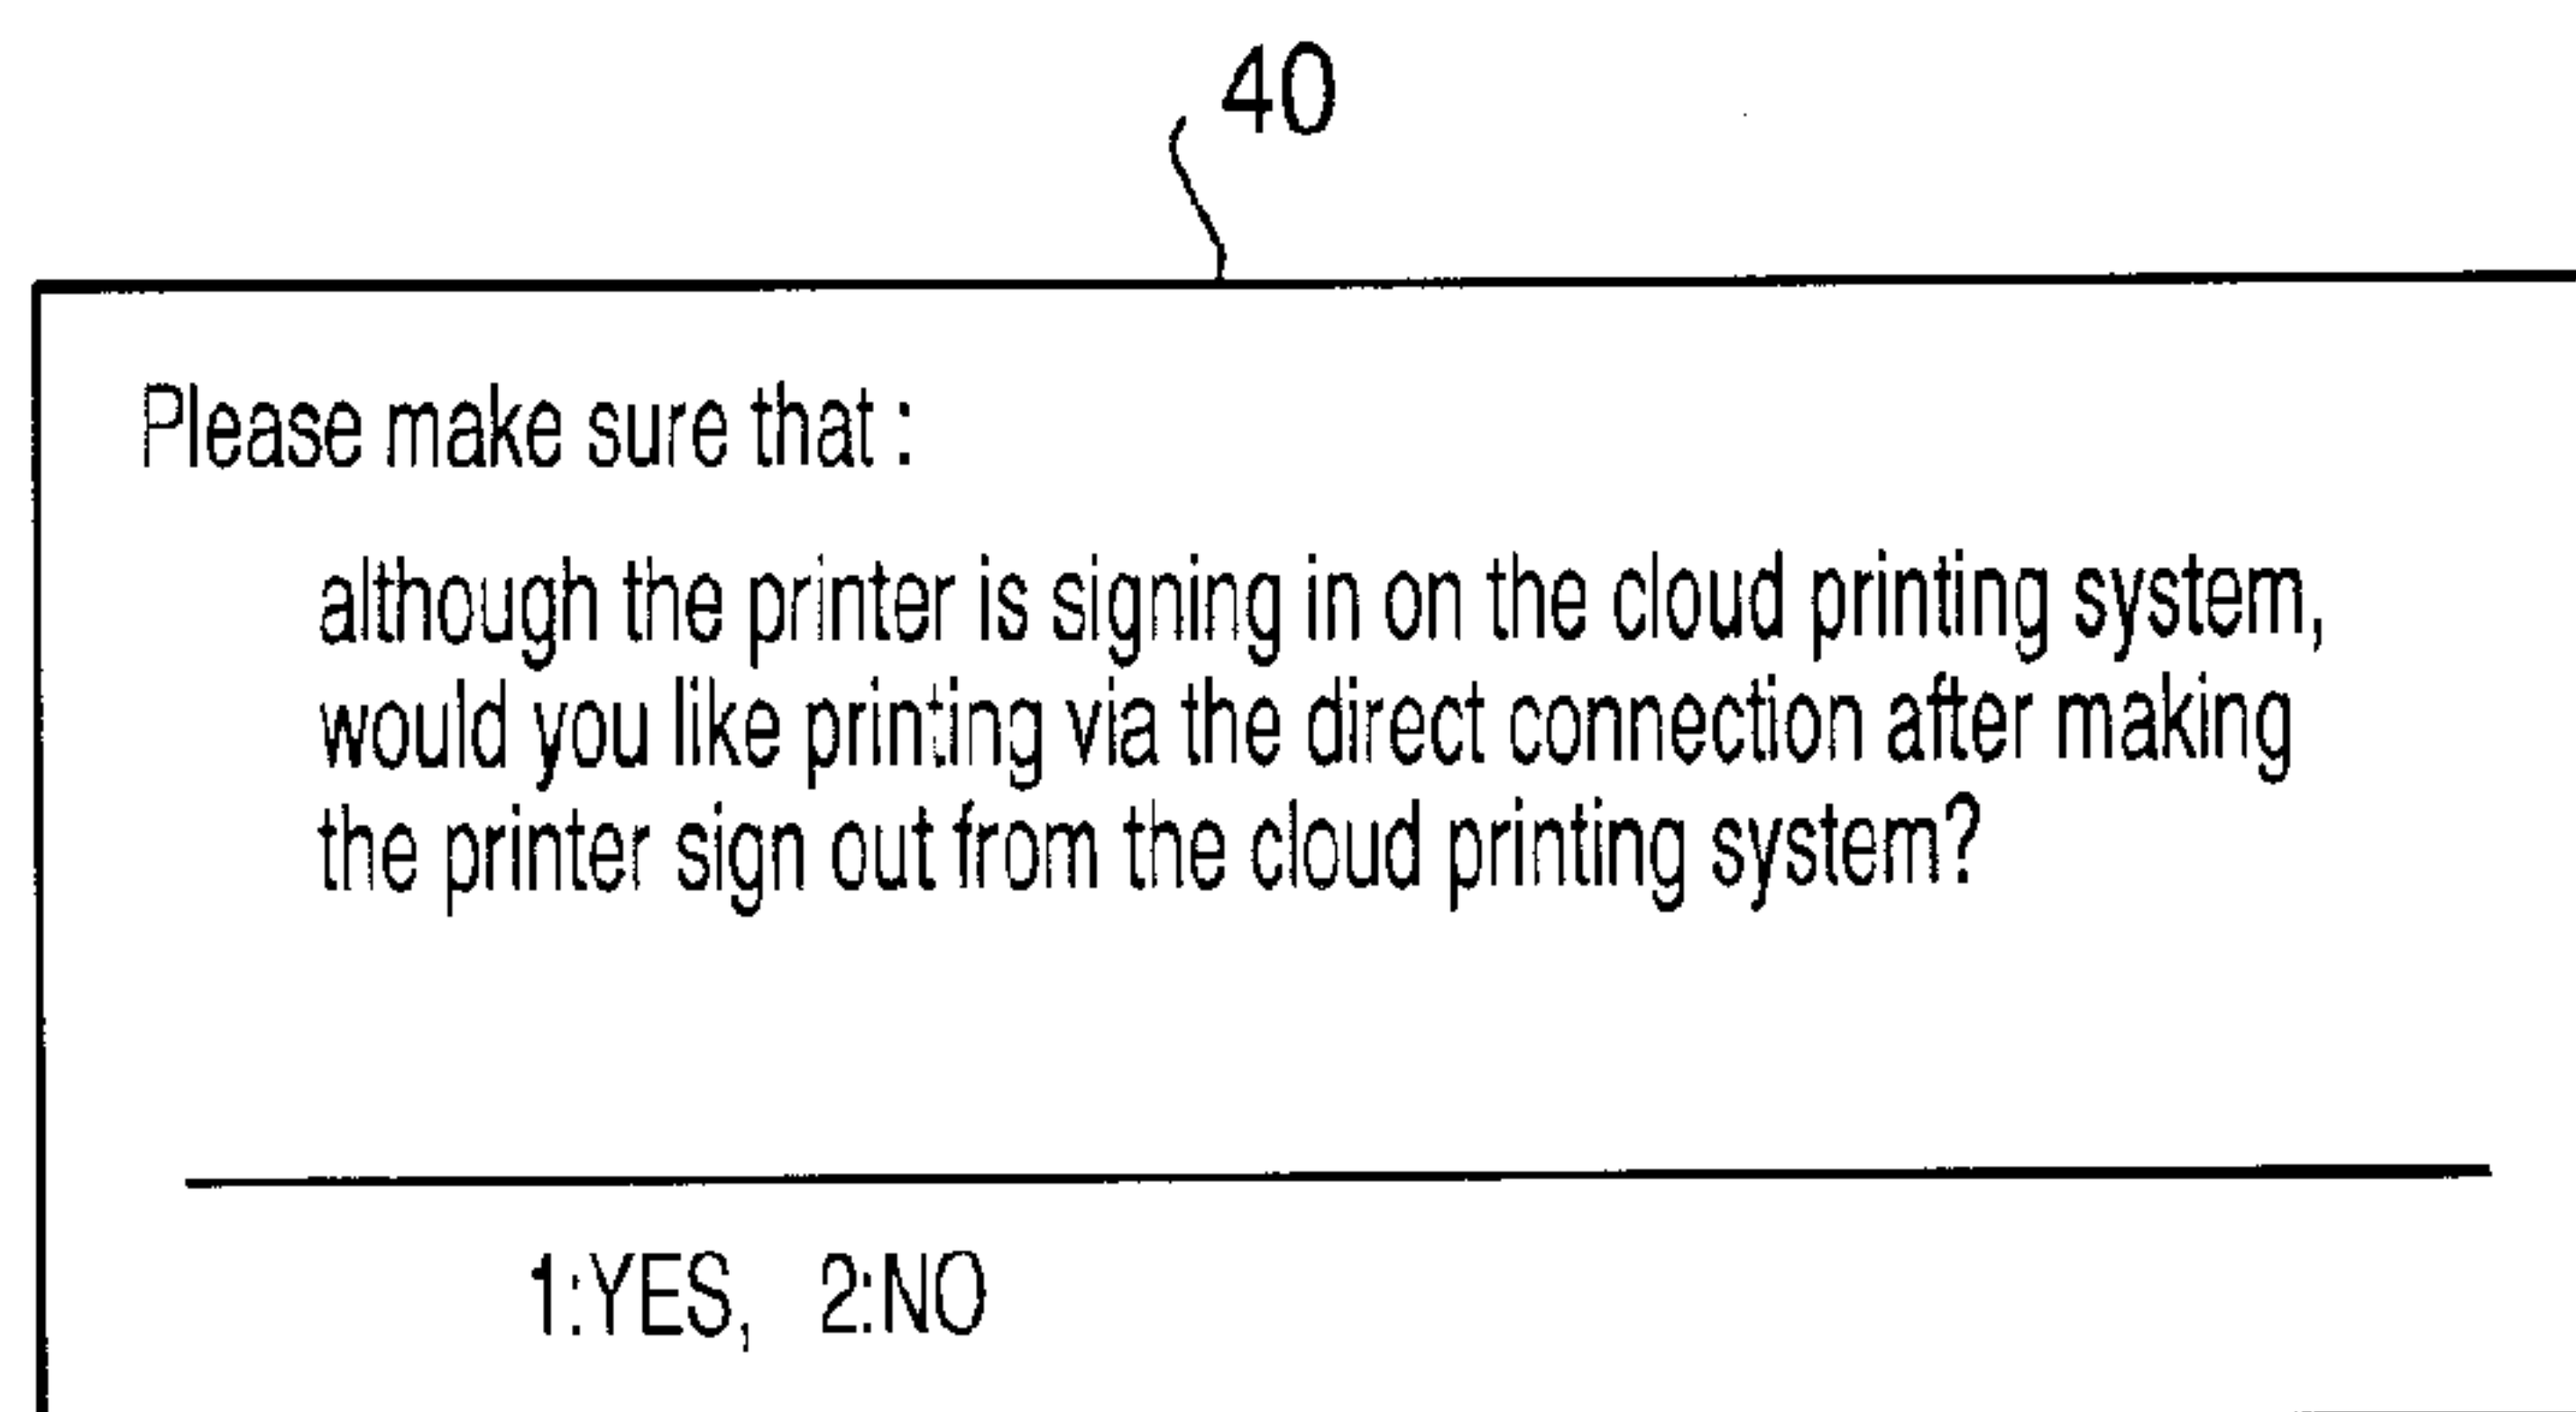 40
Please make sure that :
although the printer is signing in on the cloud printing system,
would you like printing via the direct connection after making
the printer sign out from the cloud printing system?
1:YES, 2:NO